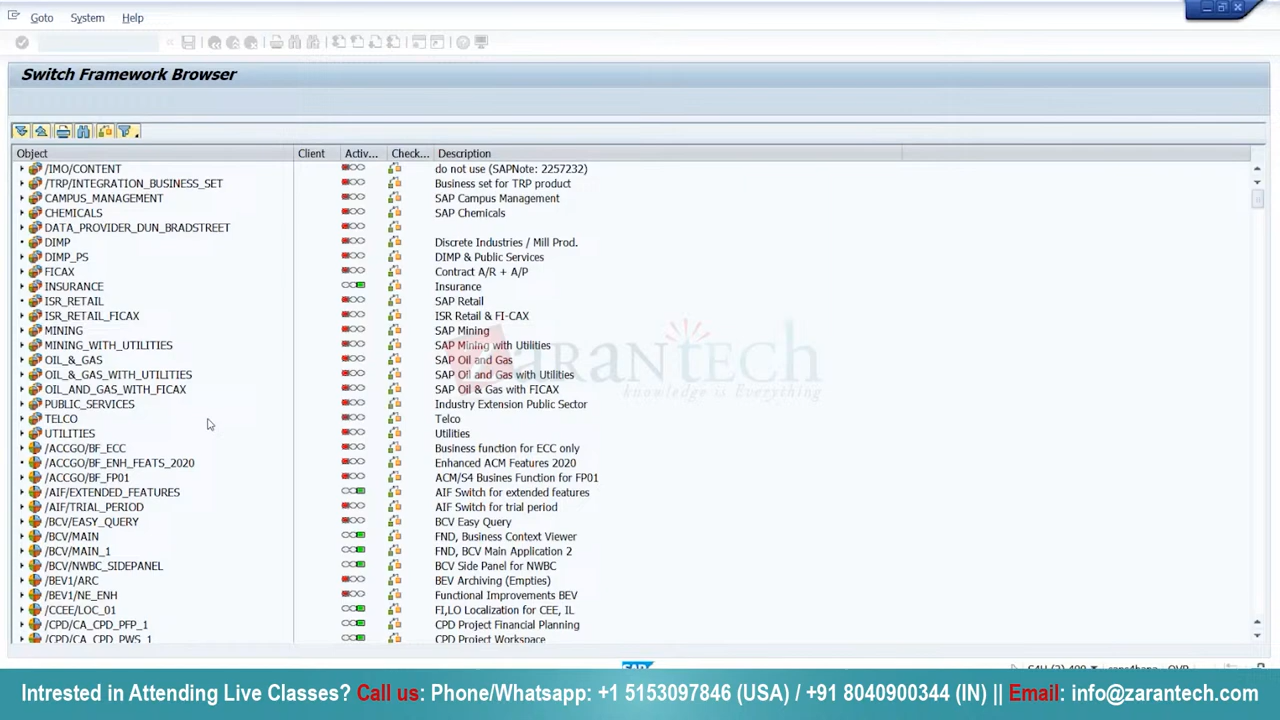 Goto System Help
Switch Framework Browser
Object Client Activ... Check... Description
/IMO/CONTENT do not use (SAPNote: 2257232)
/TRP/INTEGRATION_BUSINESS_SET Business set for TRP product
CAMPUS_MANAGEMENT SAP Campus Management
CHEMICALS SAP Chemicals
DATA_PROVIDER_DUN_BRADSTREET
DIMP Discrete Industries / Mill Prod.
DIMP_PS DIMP & Public Services
FICAX Contract A/R + A/P
INSURANCE Insurance
ISR_RETAIL SAP Retail
ISR_RETAIL_FICAX ISR Retail & FI-CAX
MINING SAP Mining
MINING_WITH_UTILITIES SAP Mining with Utilities
OIL_&_GAS SAP Oil and Gas
OIL_&_GAS_WITH_UTILITIES SAP Oil and Gas with Utilities
OIL_AND_GAS_WITH_FICAX SAP Oil & Gas with FICAX
PUBLIC_SERVICES Industry Extension Public Sector
TELCO Telco
UTILITIES Utilities
/ACCGO/BF_ECC Business function for ECC only
/ACCGO/BF_ENH_FEATS_2020 Enhanced ACM Features 2020
/ACCGO/BF_FP01 ACM/S4 Busines Function for FP01
/AIF/EXTENDED_FEATURES AIF Switch for extended features
/AIF/TRIAL_PERIOD AIF Switch for trial period
/BCV/EASY_QUERY BCV Easy Query
/BCV/MAIN FND, Business Context Viewer
/BCV/MAIN_1 FND, BCV Main Application 2
/BCV/NWBC_SIDEPANEL BCV Side Panel for NWBC
/BEV1/ARC BEV Archiving (Empties)
/BEV1/NE_ENH Functional Improvements BEV
/CCEE/LOC_01 FI,LO Localization for CEE, IL
/CPD/CA_CPD_PFP_1 CPD Project Financial Planning
/CPD/CA_CPD_PWS_1 CPD Project Workspace
ZARANTECH
knowledge is Everything
SAP
Intrested in Attending Live Classes? Call us: Phone/Whatsapp: +1 5153097846 (USA) / +91 8040900344 (IN) || Email: info@zarantech.com